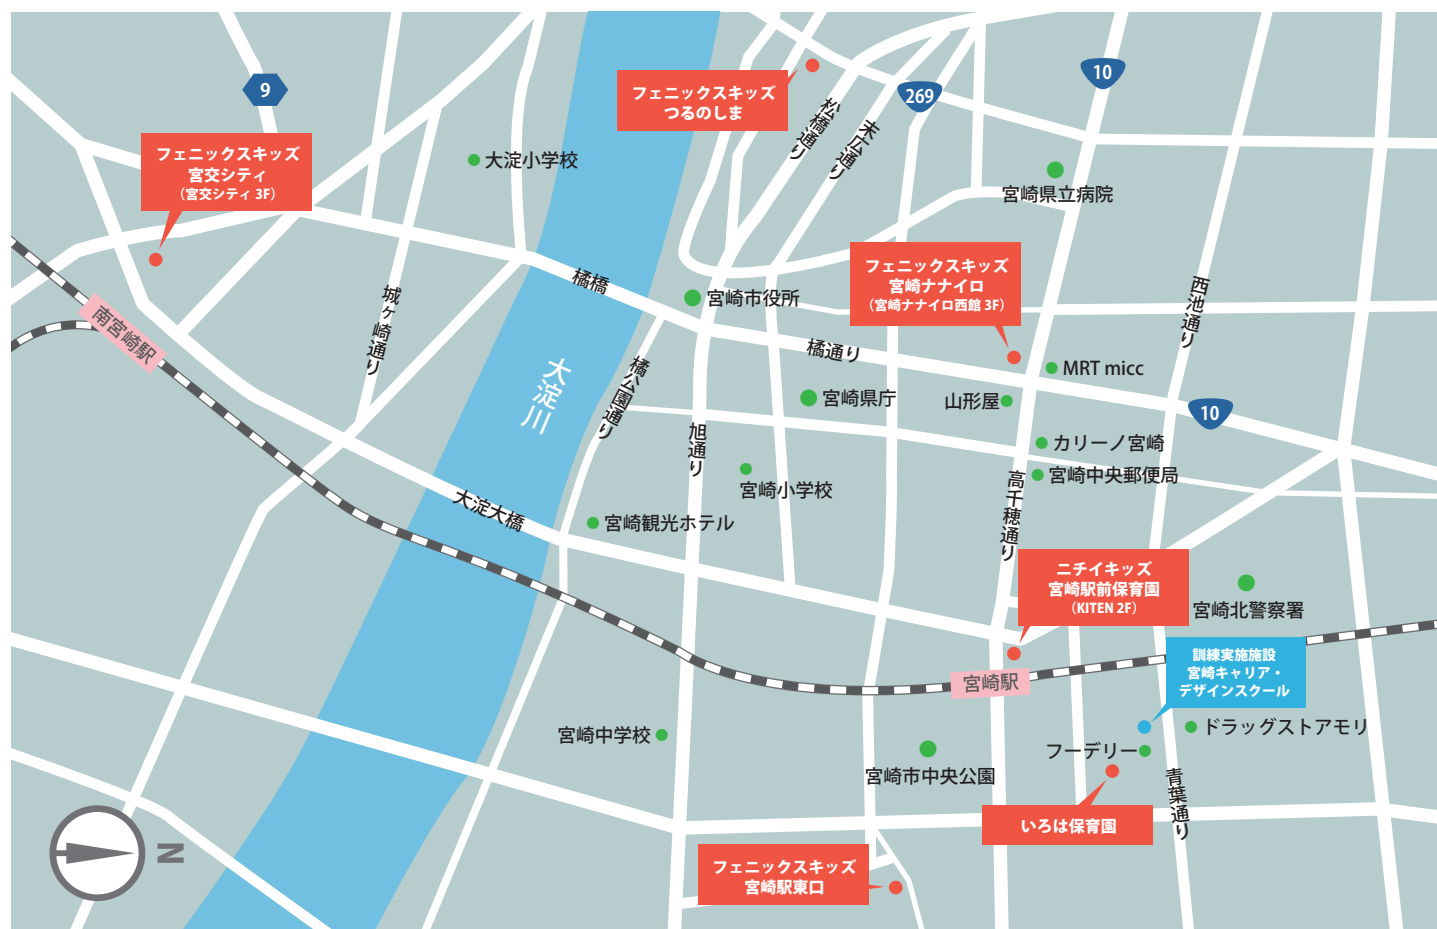 10
9
フェニックスキッズ
つるのしま
269
松橋通り
末広通り
フェニックスキッズ
宮交シティ
(宮交シティ 3F)
大淀小学校
宮崎県立病院
フェニックスキッズ
宮崎ナナイロ
(宮崎ナナイロ西館 3F)
橘橋
宮崎市役所
城ヶ崎通り
西池通り
南宮崎駅
橘通り
MRT micc
大淀川
橘公園通り
宮崎県庁
山形屋
10
旭通り
カリーノ宮崎
宮崎小学校
宮崎中央郵便局
高千穂通り
大淀大橋
宮崎観光ホテル
ニチイキッズ
宮崎駅前保育園
(KITEN 2F)
宮崎北警察署
訓練実施施設
宮崎キャリア・
デザインスクール
宮崎駅
宮崎中学校
ドラッグストアモリ
フーデリー
宮崎市中央公園
青葉通り
いろは保育園
フェニックスキッズ
宮崎駅東口
N